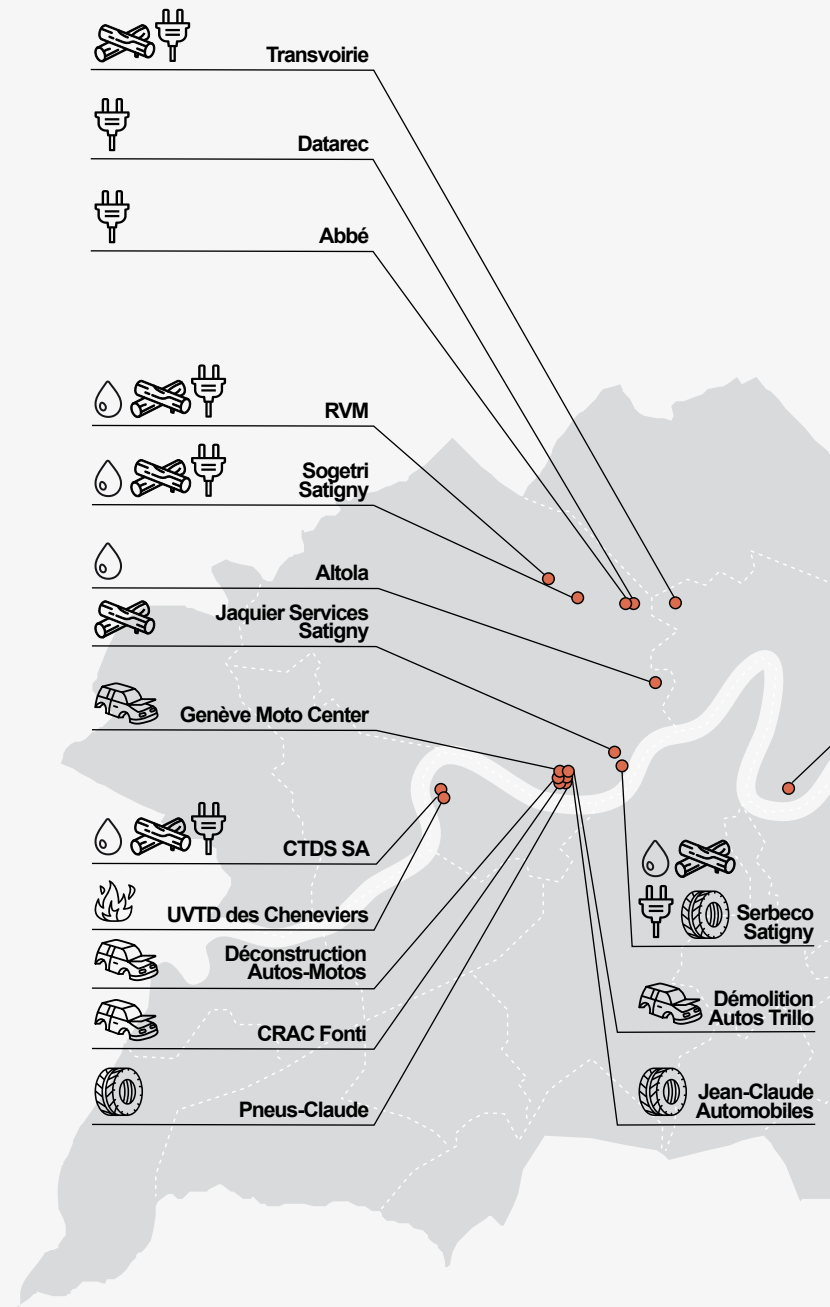 Transvoirie
Datarec
Abbé
RVM
Sogetri
Satigny
Altola
Jaquier Services
Satigny
Genève Moto Center
CTDS SA
UVTD des Cheneviers
Déconstruction
Autos-Motos
CRAC Fonti
Pneus-Claude
Serbeco
Satigny
Démolition
Autos Trillo
Jean-Claude
Automobiles